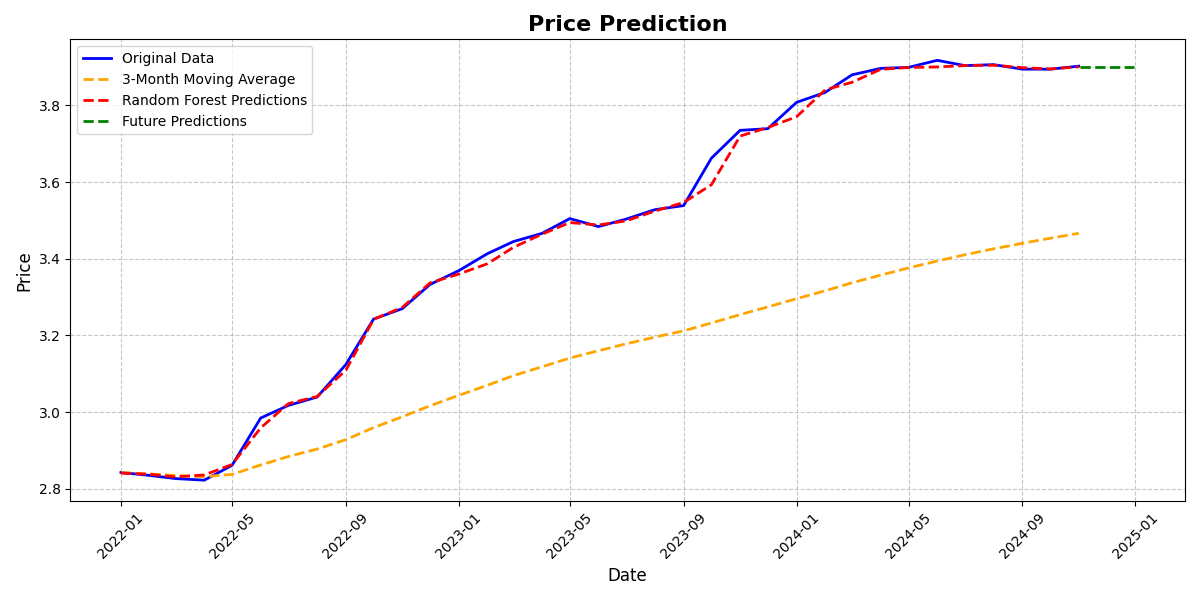 Price Prediction
Original Data
3-Month Moving Average
Random Forest Predictions
Future Predictions
Price
3.8
3.6
3.4
3.2
3.0
2.8
2022-01
2022-05
2022-09
2023-01
2023-05
2023-09
2024-01
2024-05
2024-09
2025-01
Date